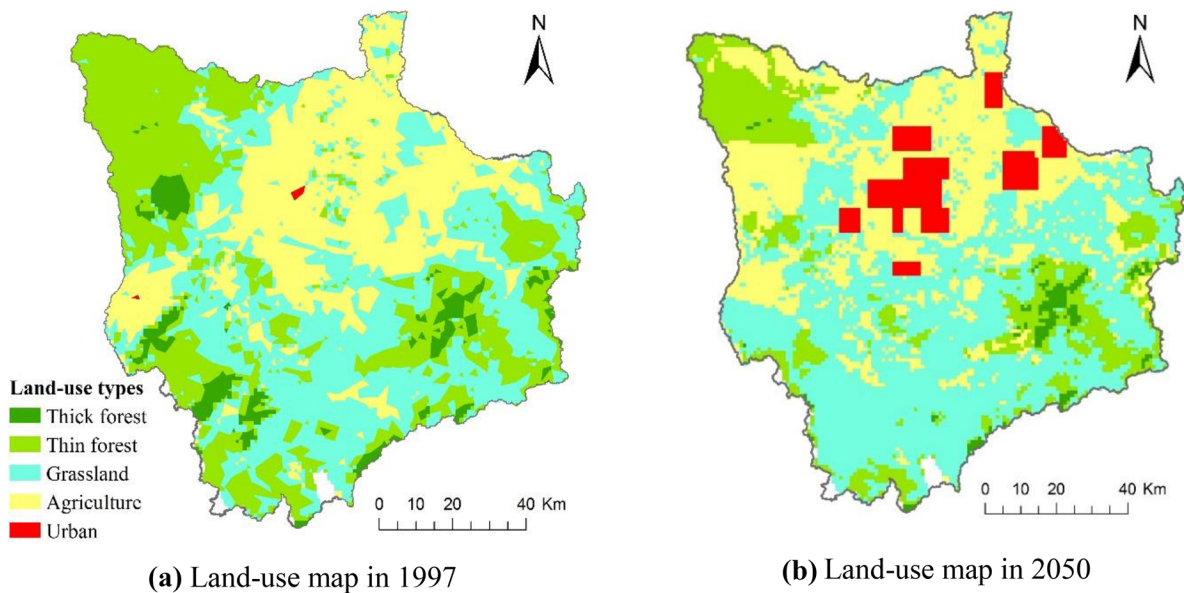 N
N
Land-use types
Thick forest
Thin forest
Grassland
Agriculture
Urban
0 10 20 40 Km
0 10 20 40 Km
(a) Land-use map in 1997
(b) Land-use map in 2050